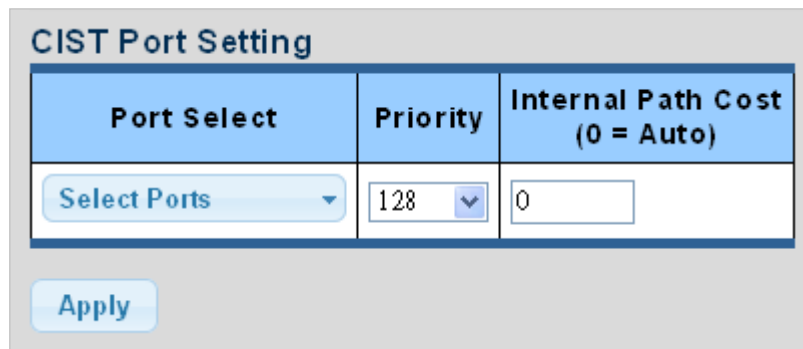 CIST Port Setting
Port Select
Priority
Internal Path Cost
(0 = Auto)
Select Ports
128
0
Apply